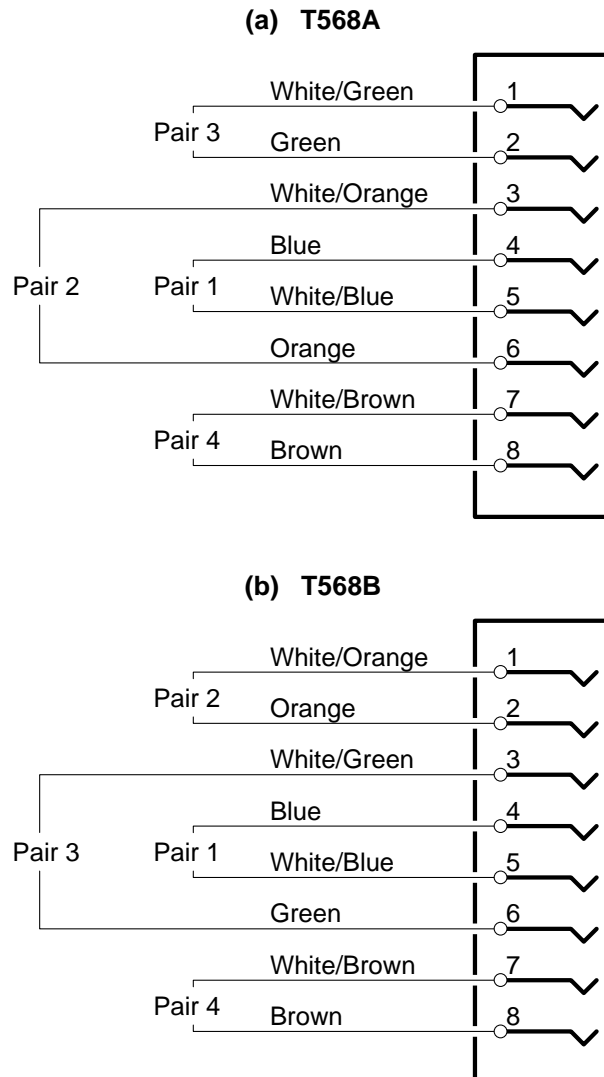 (a) T568A
White/Green 1
Pair 3
Green 2
White/Orange 3
Blue 4
Pair 2 Pair 1
White/Blue 5
Orange 6
White/Brown 7
Pair 4
Brown 8
(b) T568B
White/Orange 1
Pair 2
Orange 2
White/Green 3
Blue 4
Pair 3 Pair 1
White/Blue 5
Green 6
White/Brown 7
Pair 4
Brown 8